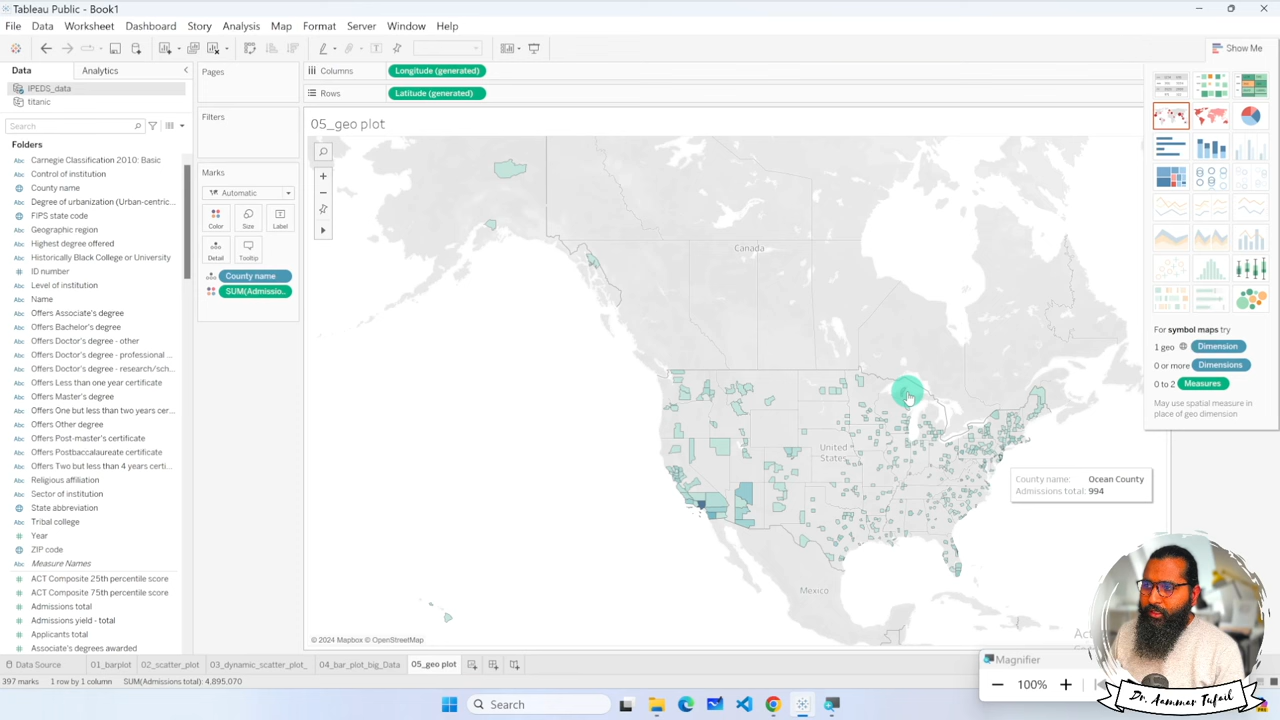 Tableau Public - Book1
File Data Worksheet Dashboard Story Analysis Map Format Server Window Help
Show Me
Data Analytics
IPEDS_data
titanic
Search
Folders
Carnegie Classification 2010: Basic
Control of institution
County name
Degree of urbanization (Urban-centric...
FIPS state code
Geographic region
Highest degree offered
Historically Black College or University
ID number
Level of institution
Name
Offers Associate's degree
Offers Bachelor's degree
Offers Doctor's degree - other
Offers Doctor's degree - professional ...
Offers Doctor's degree - research/sch...
Offers Less than one year certificate
Offers Master's degree
Offers One but less than two years cer...
Offers Other degree
Offers Post-master's certificate
Offers Postbaccalaureate certificate
Offers Two but less than 4 years certi...
Religious affiliation
Sector of institution
State abbreviation
Tribal college
Year
ZIP code
Measure Names
ACT Composite 25th percentile score
ACT Composite 75th percentile score
Admissions total
Admissions yield - total
Applicants total
Associate's degrees awarded
Pages
Filters
Marks
Automatic
Color Size Label
Detail Tooltip
County name
SUM(Admissio..
Columns Longitude (generated)
Rows Latitude (generated)
05_geo plot
Canada
United
States
Mexico
County name: Ocean County
Admissions total: 994
© 2024 Mapbox © OpenStreetMap
For symbol maps try
1 geo Dimension
0 or more Dimensions
0 to 2 Measures
May use spatial measure in
place of geo dimension
Magnifier
100%
Dr. Aammar Tufail
Data Source 01_barplot 02_scatter_plot 03_dynamic_scatter_plot_ 04_bar_plot_big_Data 05_geo plot
397 marks 1 row by 1 column SUM(Admissions total): 4,895,070
Search